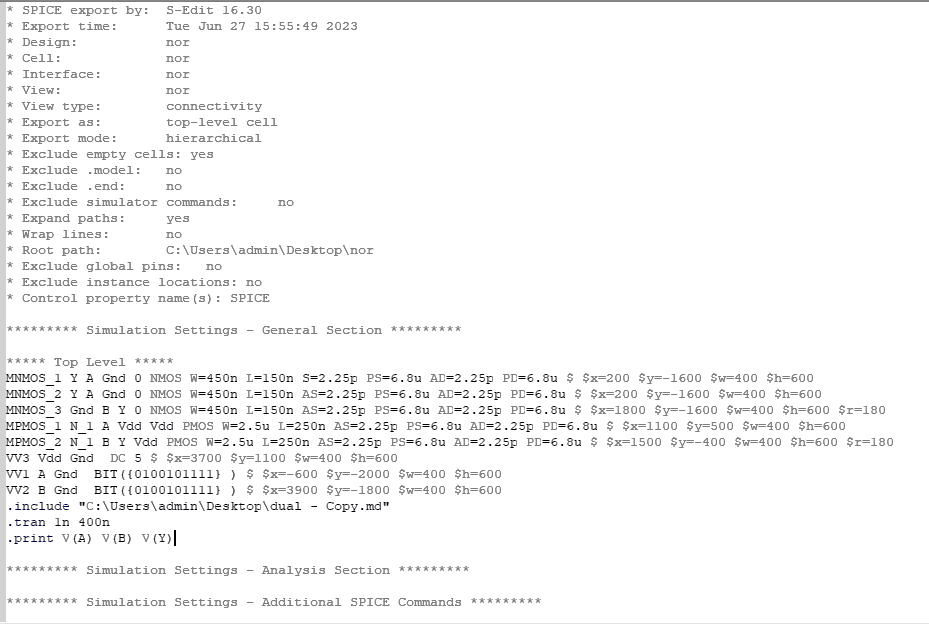 * SPICE export by:  S-Edit 16.30
* Export time:      Tue Jun 27 15:55:49 2023
* Design:           nor
* Cell:             nor
* Interface:        nor
* View:             nor
* View type:        connectivity
* Export as:        top-level cell
* Export mode:      hierarchical
* Exclude empty cells: yes
* Exclude .model:   no
* Exclude .end:     no
* Exclude simulator commands:     no
* Expand paths:     yes
* Wrap lines:       no
* Root path:        C:\Users\admin\Desktop\nor
* Exclude global pins:   no
* Exclude instance locations: no
* Control property name(s): SPICE
********* Simulation Settings - General Section *********
***** Top Level *****
MNMOS_1 Y A Gnd 0 NMOS W=450n L=150n S=2.25p PS=6.8u AD=2.25p PD=6.8u $ $x=200 $y=-1600 $w=400 $h=600
MNMOS_2 Y A Gnd 0 NMOS W=450n L=150n AS=2.25p PS=6.8u AD=2.25p PD=6.8u $ $x=200 $y=-1600 $w=400 $h=600
MNMOS_3 Gnd B Y 0 NMOS W=450n L=150n AS=2.25p PS=6.8u AD=2.25p PD=6.8u $ $x=1800 $y=-1600 $w=400 $h=600 $r=180
MPMOS_1 N_1 A Vdd Vdd PMOS W=2.5u L=250n AS=2.25p PS=6.8u AD=2.25p PD=6.8u $ $x=1100 $y=500 $w=400 $h=600
MPMOS_2 N_1 B Y Vdd PMOS W=2.5u L=250n AS=2.25p PS=6.8u AD=2.25p PD=6.8u $ $x=1500 $y=-400 $w=400 $h=600 $r=180
VV3 Vdd Gnd  DC 5 $ $x=3700 $y=1100 $w=400 $h=600
VV1 A Gnd  BIT({0100101111} ) $ $x=-600 $y=-2000 $w=400 $h=600
VV2 B Gnd  BIT({0100101111} ) $ $x=3900 $y=-1800 $w=400 $h=600
.include "C:\Users\admin\Desktop\dual - Copy.md"
.tran 1n 400n
.print V(A) V(B) V(Y)
********* Simulation Settings - Analysis Section *********
********* Simulation Settings - Additional SPICE Commands *********